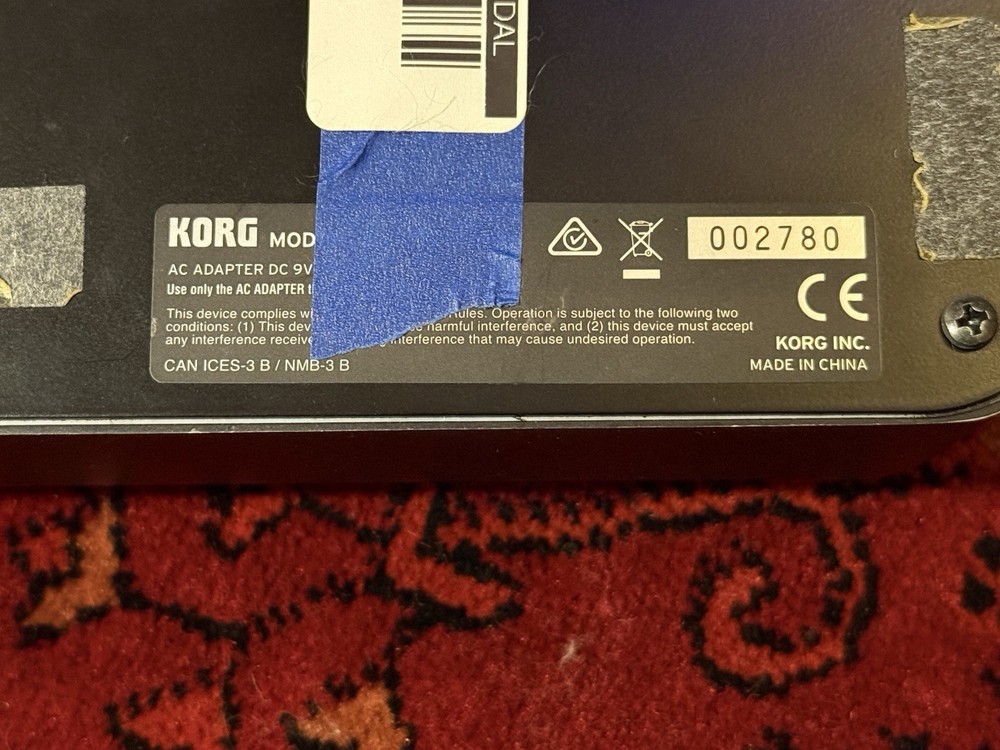 DAL
KORG MOD
002780
AC ADAPTER DC 9V
Use only the AC ADAPTER
This device complies Rules. Operation is subject to the following two
conditions: (1) This harmful interference, and (2) this device must accept
any interference interference that may cause undesired operation.
CE
KORG INC.
CAN ICES-3 B / NMB-3 B
MADE IN CHINA